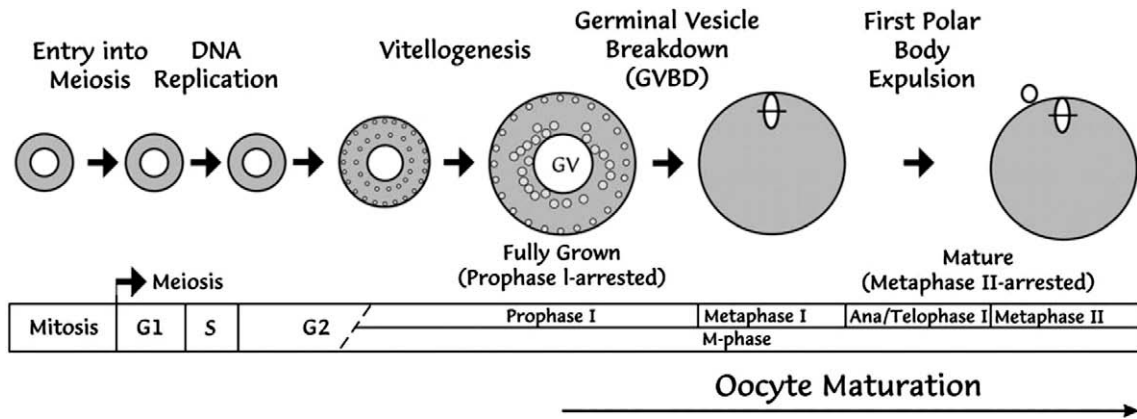 Entry into
Meiosis
DNA
Replication
Vitellogenesis
Germinal Vesicle
Breakdown
(GVBD)
First Polar
Body
Expulsion
GV
Fully Grown
(Prophase I-arrested)
Mature
(Metaphase II-arrested)
Meiosis
Mitosis
G1
S
G2
Prophase I
Metaphase I
Ana/Telophase I
Metaphase II
M-phase
Oocyte Maturation